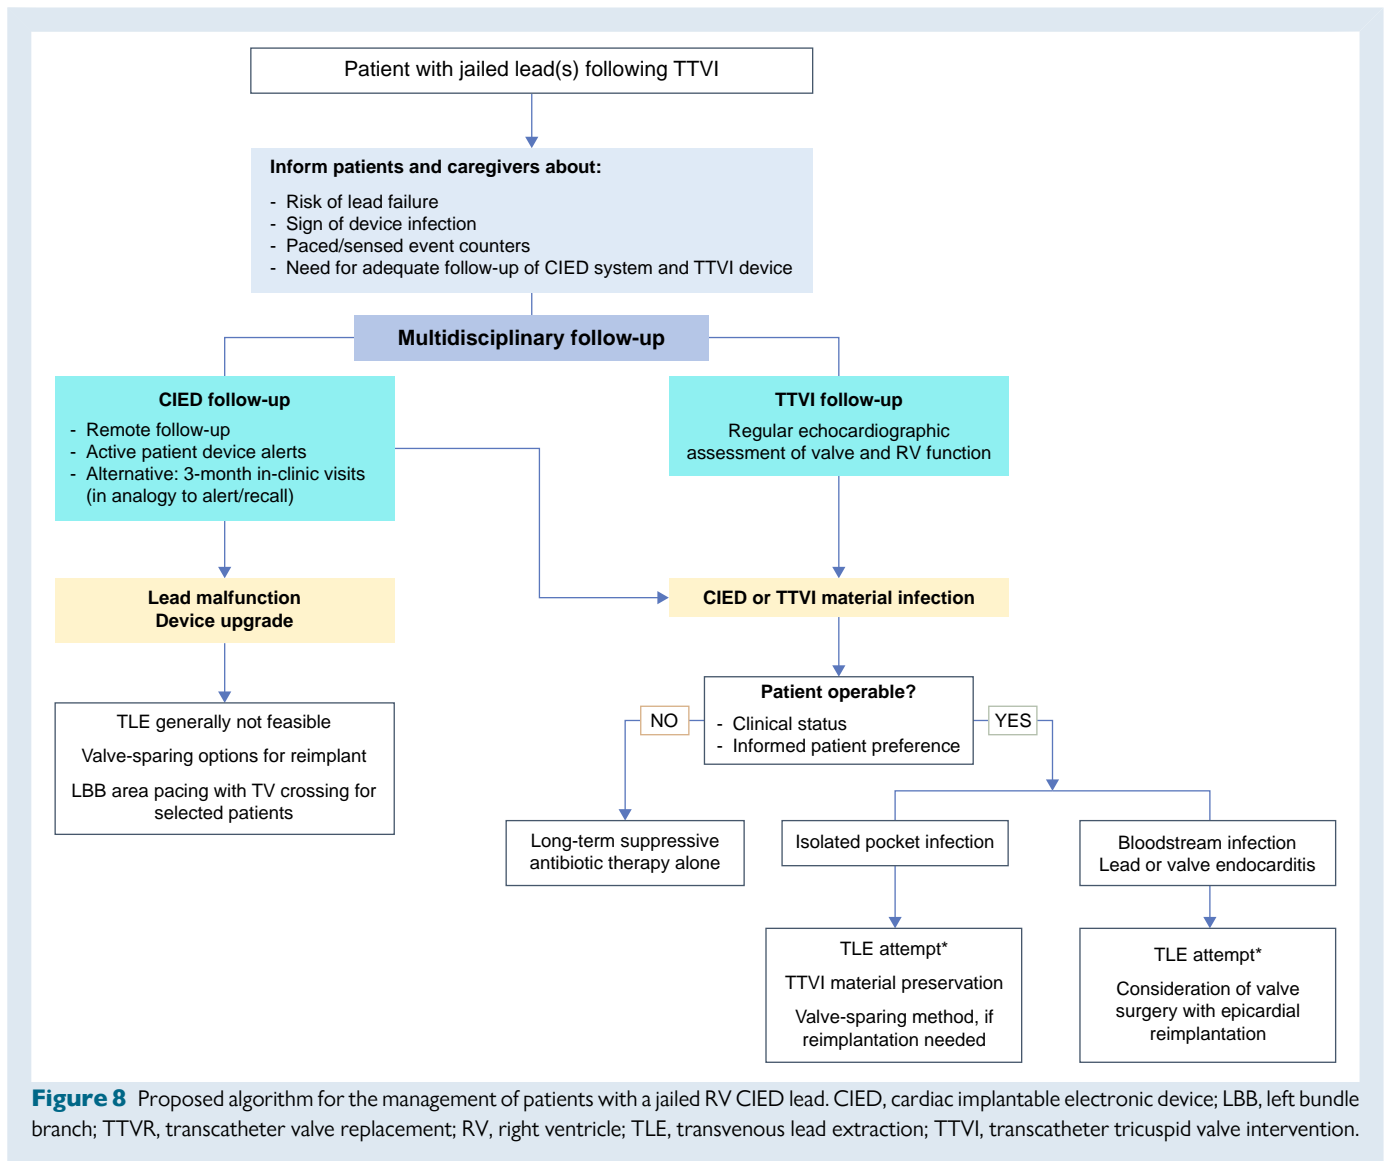 Patient with jailed lead(s) following TTVI
Inform patients and caregivers about:
- Risk of lead failure
- Sign of device infection
- Paced/sensed event counters
- Need for adequate follow-up of CIED system and TTVI device
Multidisciplinary follow-up
CIED follow-up
- Remote follow-up
- Active patient device alerts
- Alternative: 3-month in-clinic visits
(in analogy to alert/recall)
TTVI follow-up
Regular echocardiographic
assessment of valve and RV function
Lead malfunction
Device upgrade
CIED or TTVI material infection
TLE generally not feasible
Valve-sparing options for reimplant
LBB area pacing with TV crossing for
selected patients
Patient operable?
- Clinical status
- Informed patient preference
NO
YES
Long-term suppressive
antibiotic therapy alone
Isolated pocket infection
Bloodstream infection
Lead or valve endocarditis
TLE attempt*
TTVI material preservation
Valve-sparing method, if
reimplantation needed
TLE attempt*
Consideration of valve
surgery with epicardial
reimplantation
Figure 8 Proposed algorithm for the management of patients with a jailed RV CIED lead. CIED, cardiac implantable electronic device; LBB, left bundle
branch; TTVR, transcatheter valve replacement; RV, right ventricle; TLE, transvenous lead extraction; TTVI, transcatheter tricuspid valve intervention.